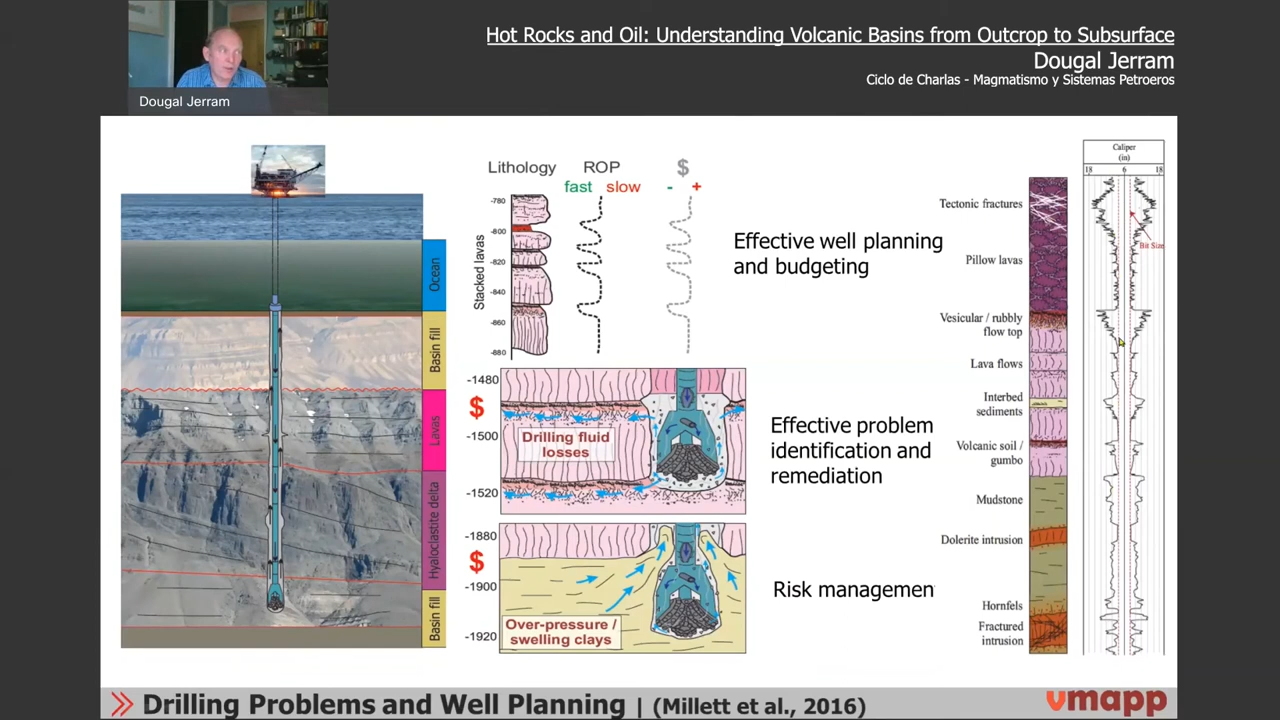 Hot Rocks and Oil: Understanding Volcanic Basins from Outcrop to Subsurface
Dougal Jerram
Ciclo de Charlas - Magmatismo y Sistemas Petroeros
Dougal Jerram
Ocean
Basin fill
Lavas
Hyaloclastite delta
Basin fill
Lithology ROP $
fast slow - +
Stacked lavas
-780
-800
-820
-840
-860
-880
Effective well planning
and budgeting
-1480
$
-1500
-1520
Drilling fluid
losses
Effective problem
identification and
remediation
-1880
$
-1900
-1920
Over-pressure /
swelling clays
Risk managemen
Caliper
(in)
18 6 18
Bit Size
Tectonic fractures
Pillow lavas
Vesicular / rubbly
flow top
Lava flows
Interbed
sediments
Volcanic soil /
gumbo
Mudstone
Dolerite intrusion
Hornfels
Fractured
intrusion
Drilling Problems and Well Planning | (Millett et al., 2016)
vmapp